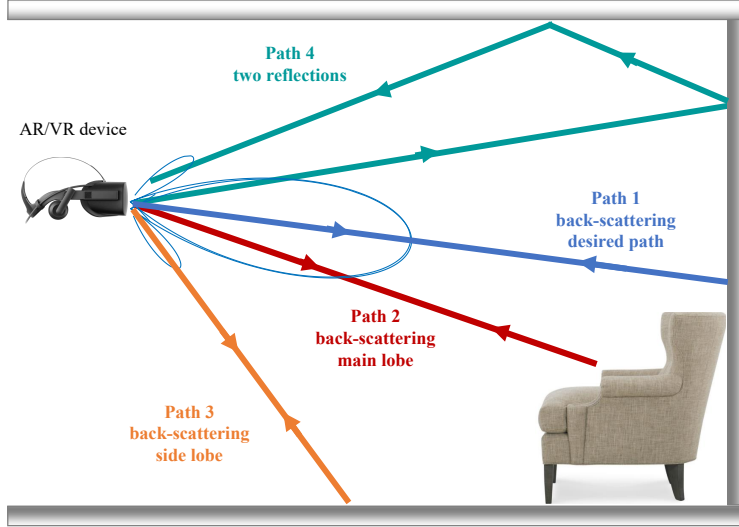 Path 4
two reflections
AR/VR device
Path 1
back-scattering
desired path
Path 2
back-scattering
main lobe
Path 3
back-scattering
side lobe